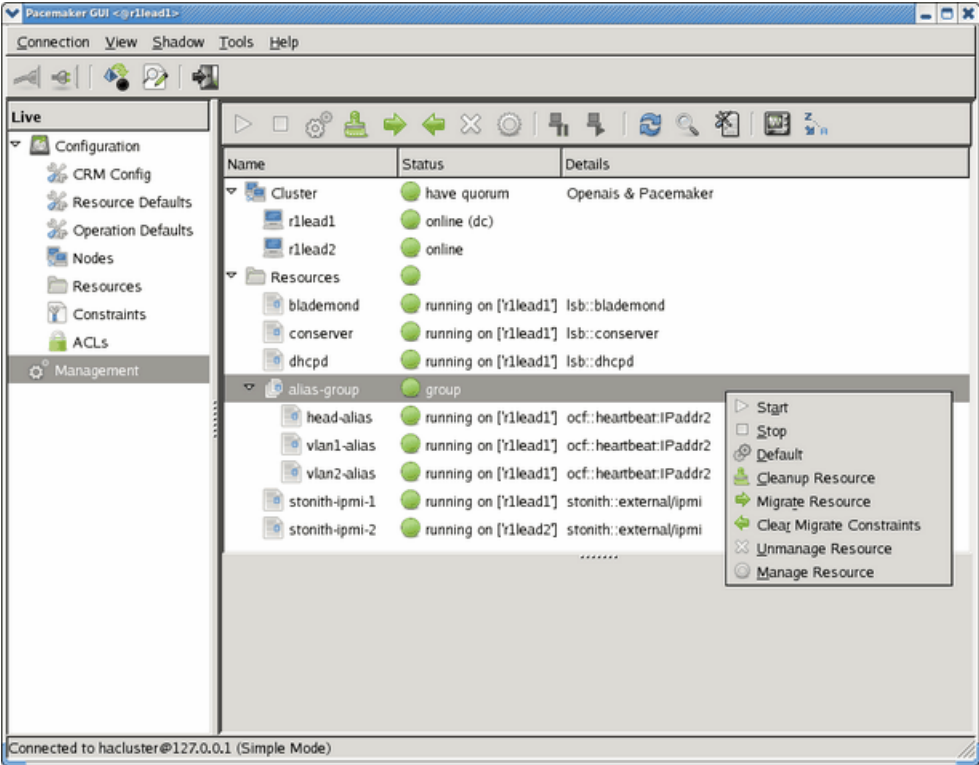 Pacemaker GUI <@r1lead1>
Connection View Shadow Tools Help
Live
Configuration
CRM Config
Resource Defaults
Operation Defaults
Nodes
Resources
Constraints
ACLs
Management
Name Status Details
Cluster have quorum Openais & Pacemaker
r1lead1 online (dc)
r1lead2 online
Resources
blademond running on ['r1lead1'] lsb::blademond
conserver running on ['r1lead1'] lsb::conserver
dhcpd running on ['r1lead1'] lsb::dhcpd
alias-group group
head-alias running on ['r1lead1'] ocf::heartbeat:IPaddr2
vlan1-alias running on ['r1lead1'] ocf::heartbeat:IPaddr2
vlan2-alias running on ['r1lead1'] ocf::heartbeat:IPaddr2
stonith-ipmi-1 running on ['r1lead1'] stonith::external/ipmi
stonith-ipmi-2 running on ['r1lead2'] stonith::external/ipmi
Start
Stop
Default
Cleanup Resource
Migrate Resource
Clear Migrate Constraints
Unmanage Resource
Manage Resource
Connected to hacluster@127.0.0.1 (Simple Mode)